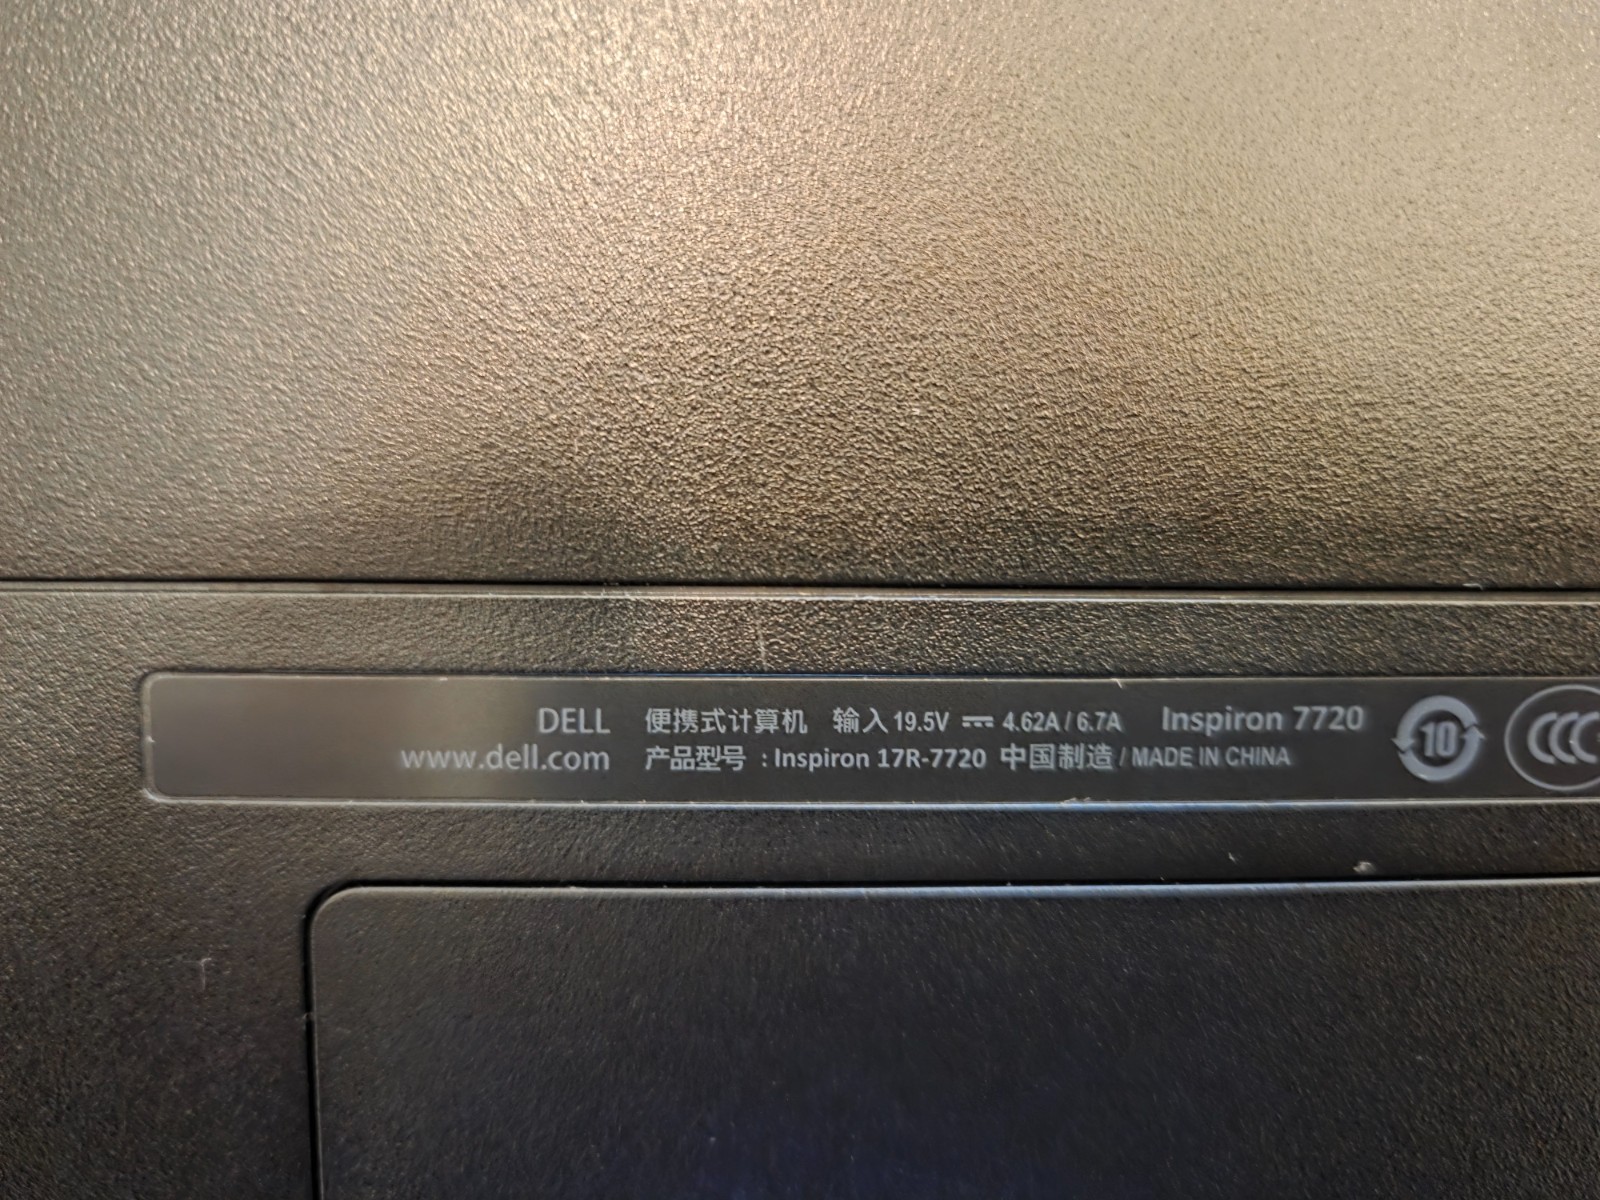 DELL 便携式计算机 输入 19.5V ⎓ 4.62A / 6.7A Inspiron 7720
www.dell.com 产品型号 : Inspiron 17R-7720 中国制造 / MADE IN CHINA
10
CCC